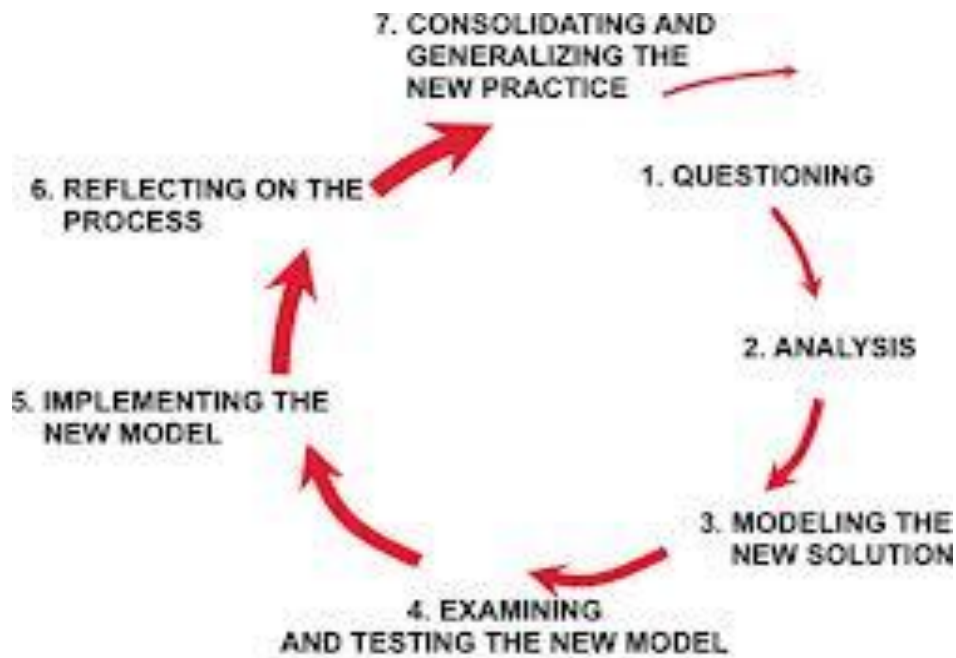 7. CONSOLIDATING AND
GENERALIZING THE
NEW PRACTICE
1. QUESTIONING
2. ANALYSIS
3. MODELING THE
NEW SOLUTION
4. EXAMINING
AND TESTING THE NEW MODEL
5. IMPLEMENTING THE
NEW MODEL
6. REFLECTING ON THE
PROCESS